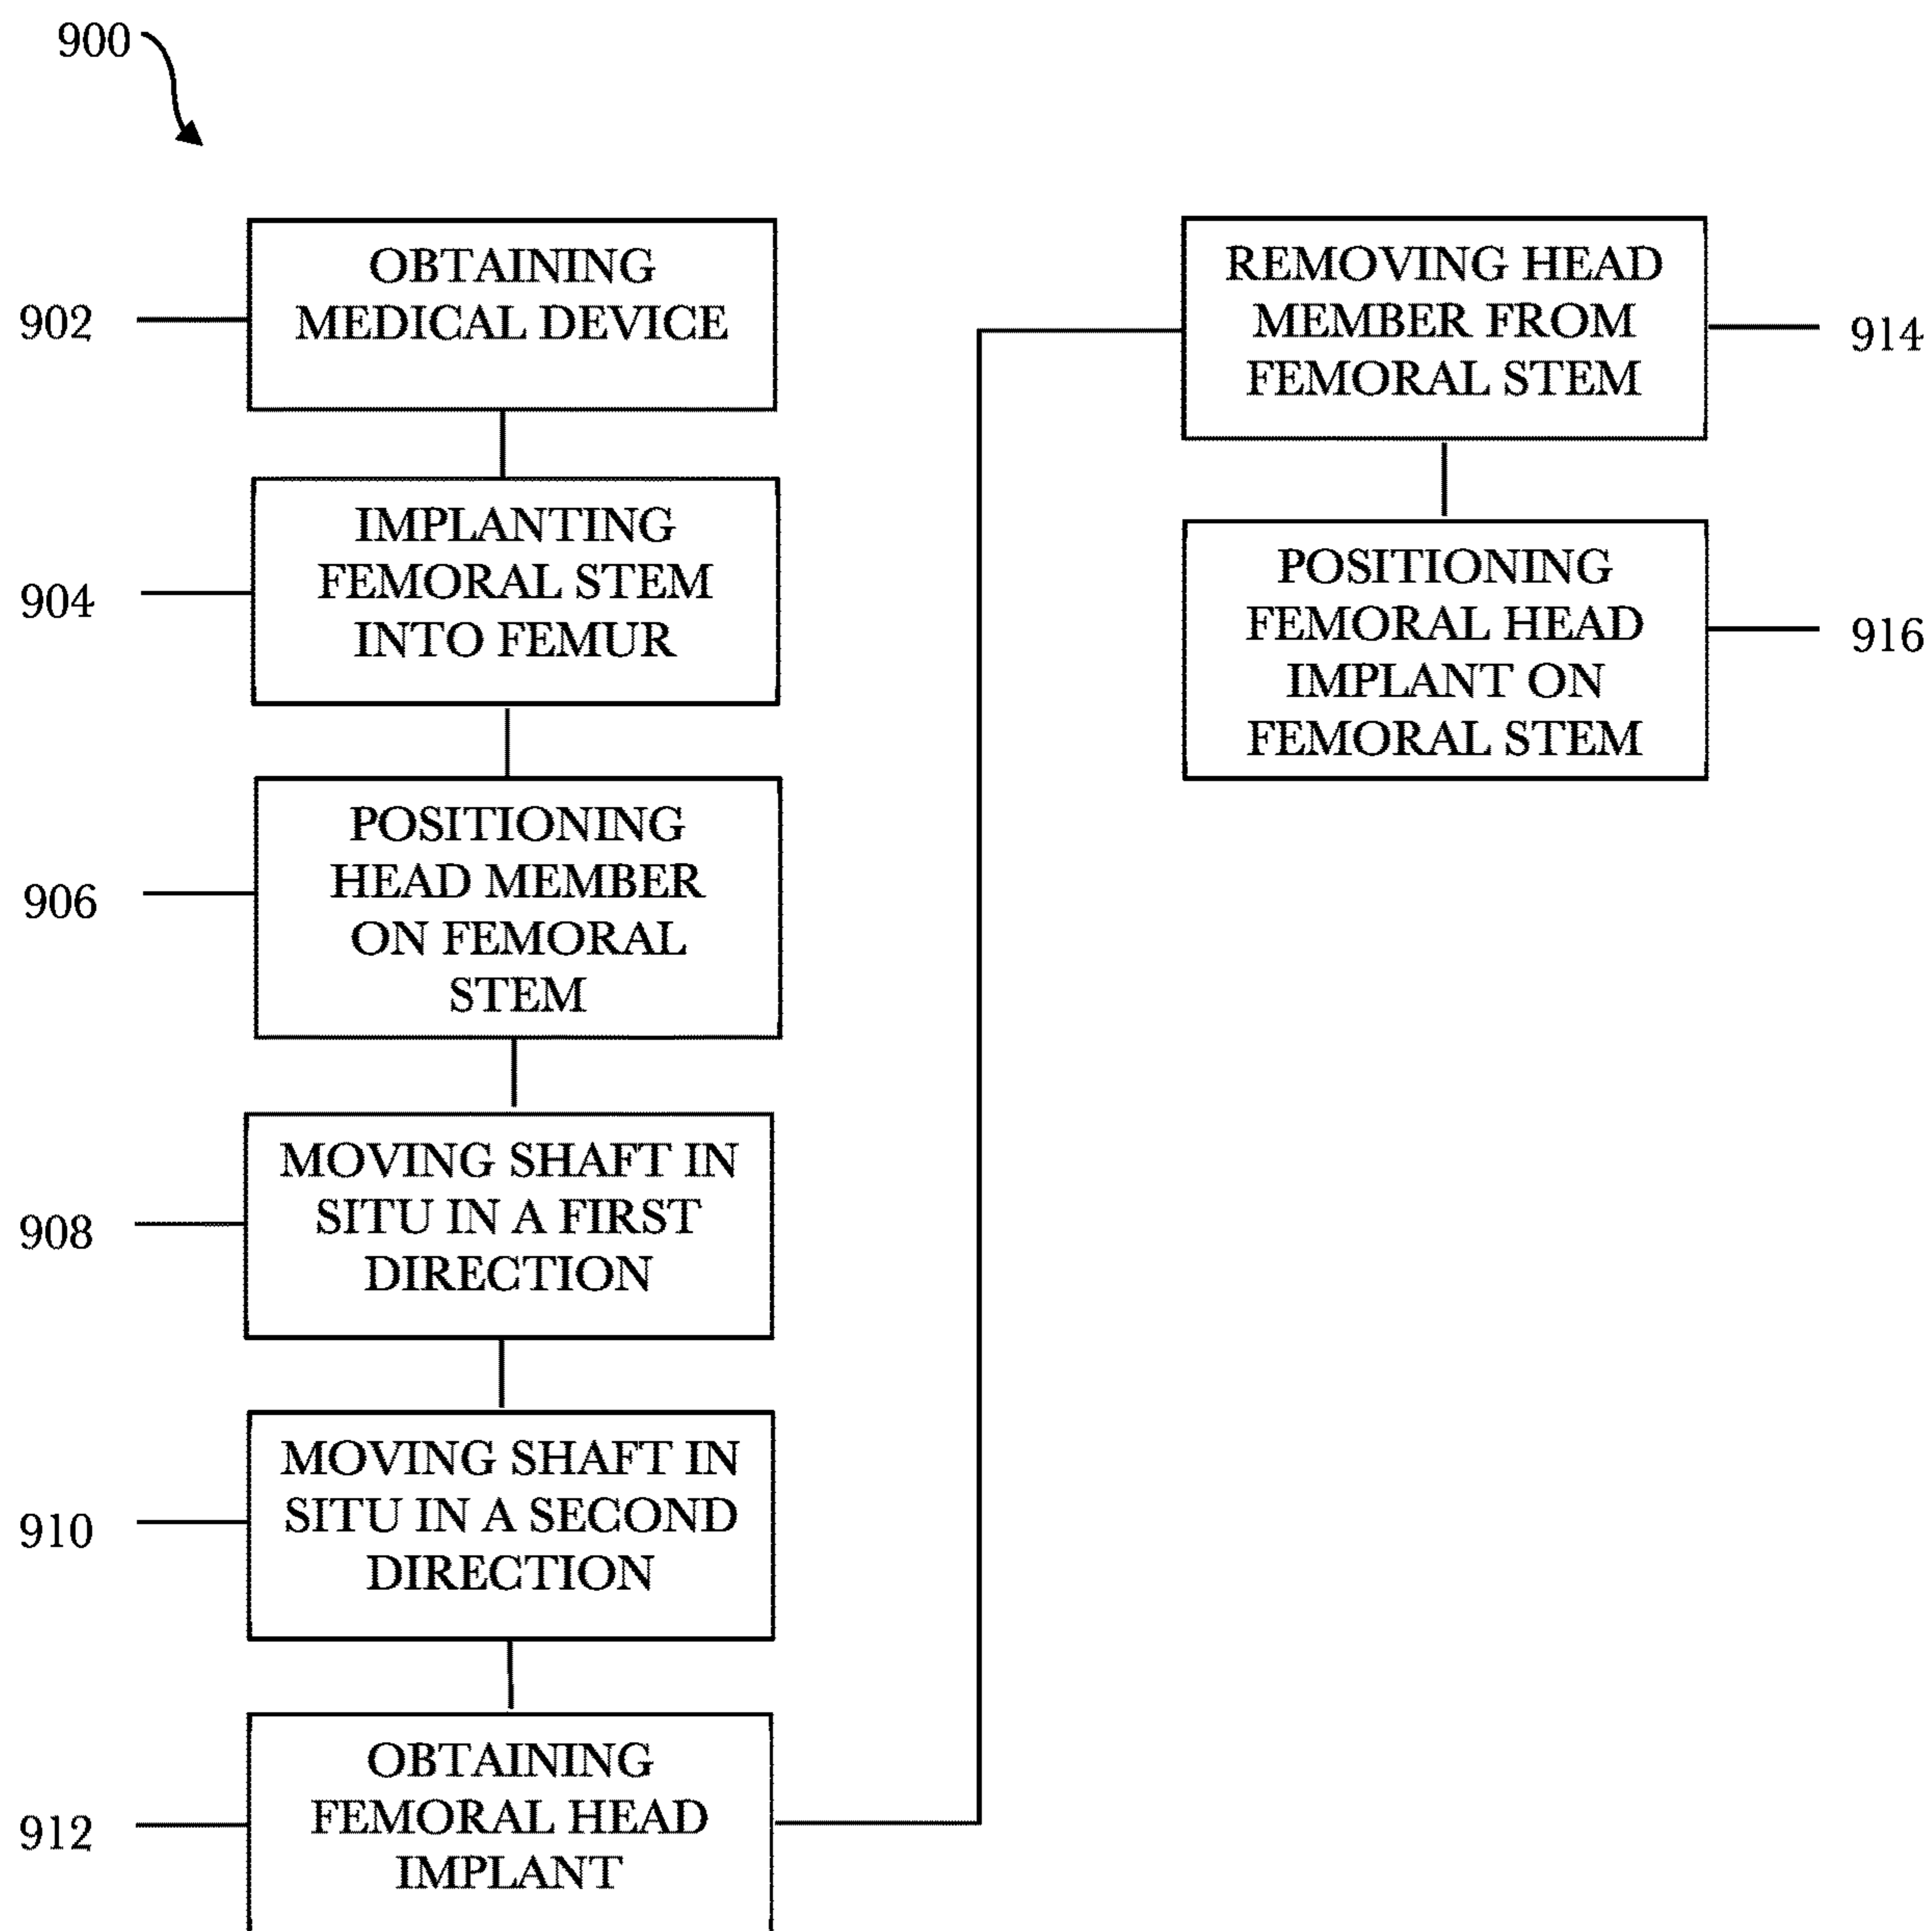 900
902
OBTAINING
MEDICAL DEVICE
904
IMPLANTING
FEMORAL STEM
INTO FEMUR
906
POSITIONING
HEAD MEMBER
ON FEMORAL
STEM
908
MOVING SHAFT IN
SITU IN A FIRST
DIRECTION
910
MOVING SHAFT IN
SITU IN A SECOND
DIRECTION
912
OBTAINING
FEMORAL HEAD
IMPLANT
REMOVING HEAD
MEMBER FROM
FEMORAL STEM
914
POSITIONING
FEMORAL HEAD
IMPLANT ON
FEMORAL STEM
916